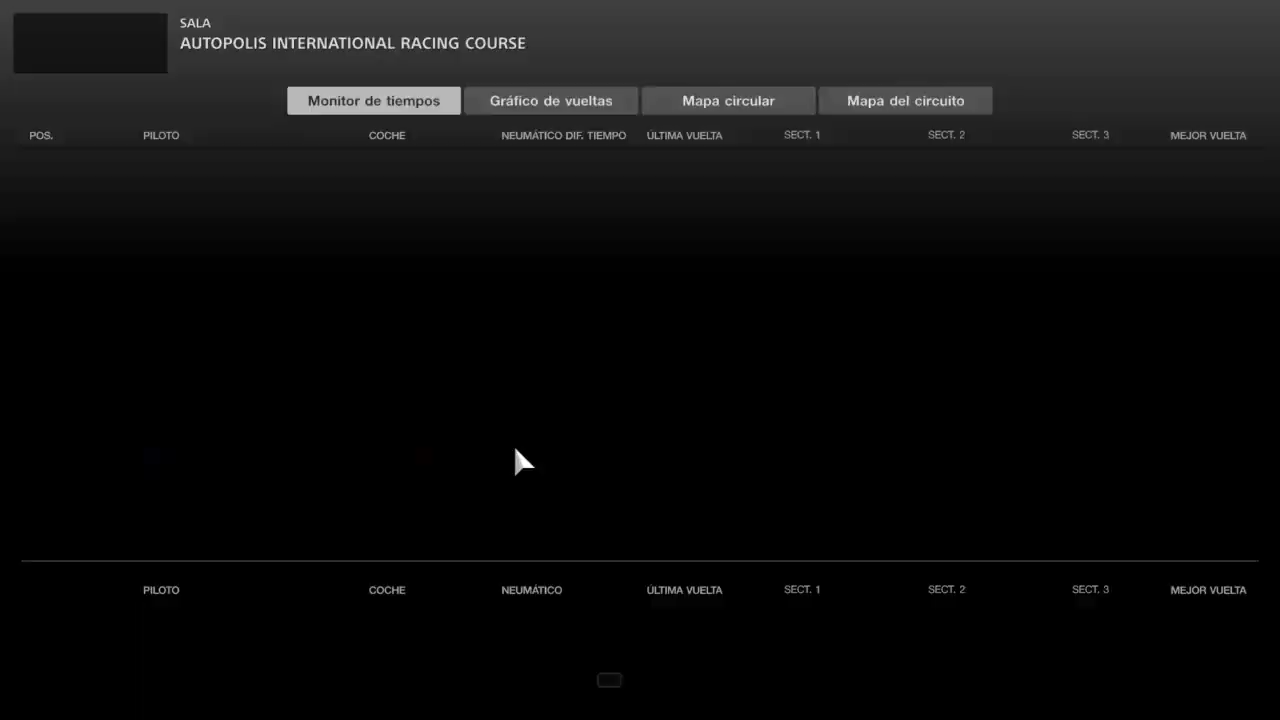 SALA
AUTOPOLIS INTERNATIONAL RACING COURSE
Monitor de tiempos Gráfico de vueltas Mapa circular Mapa del circuito
POS. PILOTO COCHE NEUMÁTICO DIF. TIEMPO ÚLTIMA VUELTA SECT. 1 SECT. 2 SECT. 3 MEJOR VUELTA
PILOTO COCHE NEUMÁTICO ÚLTIMA VUELTA SECT. 1 SECT. 2 SECT. 3 MEJOR VUELTA